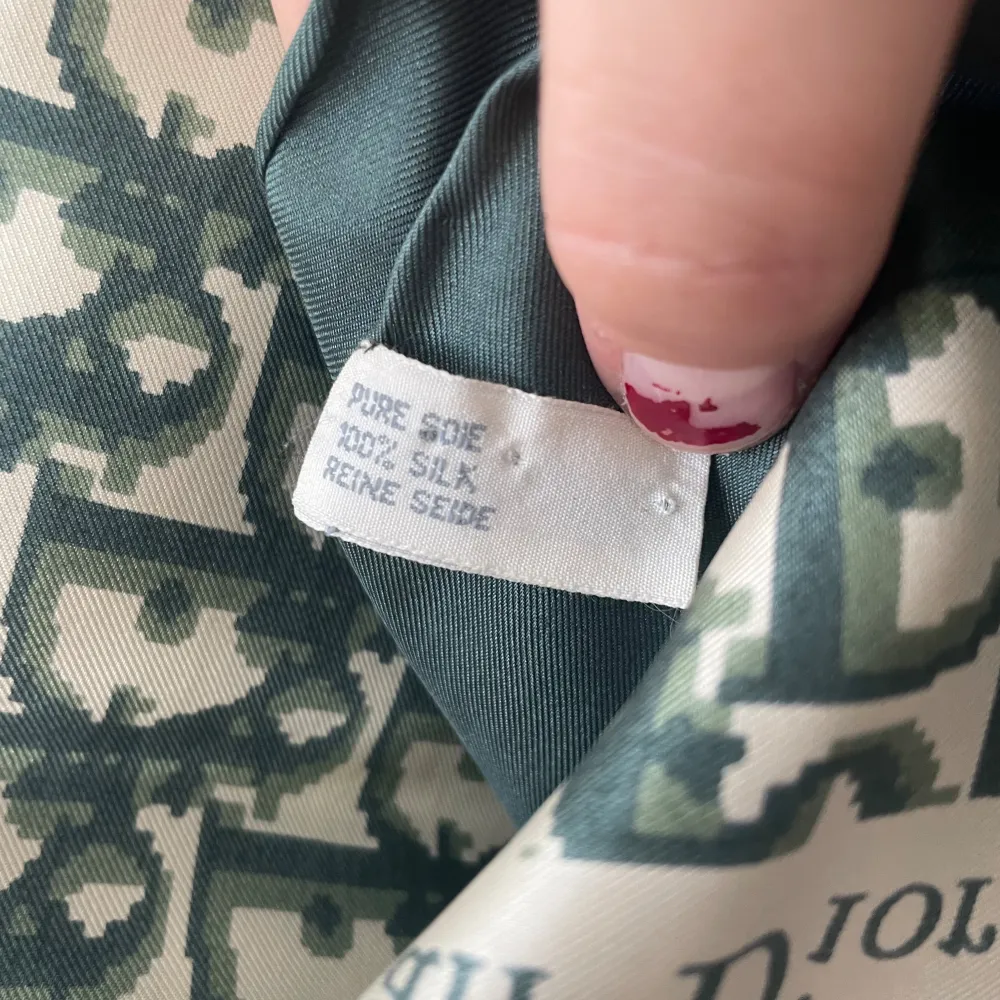 PURE SOIE
100% SILK
REINE SEIDE